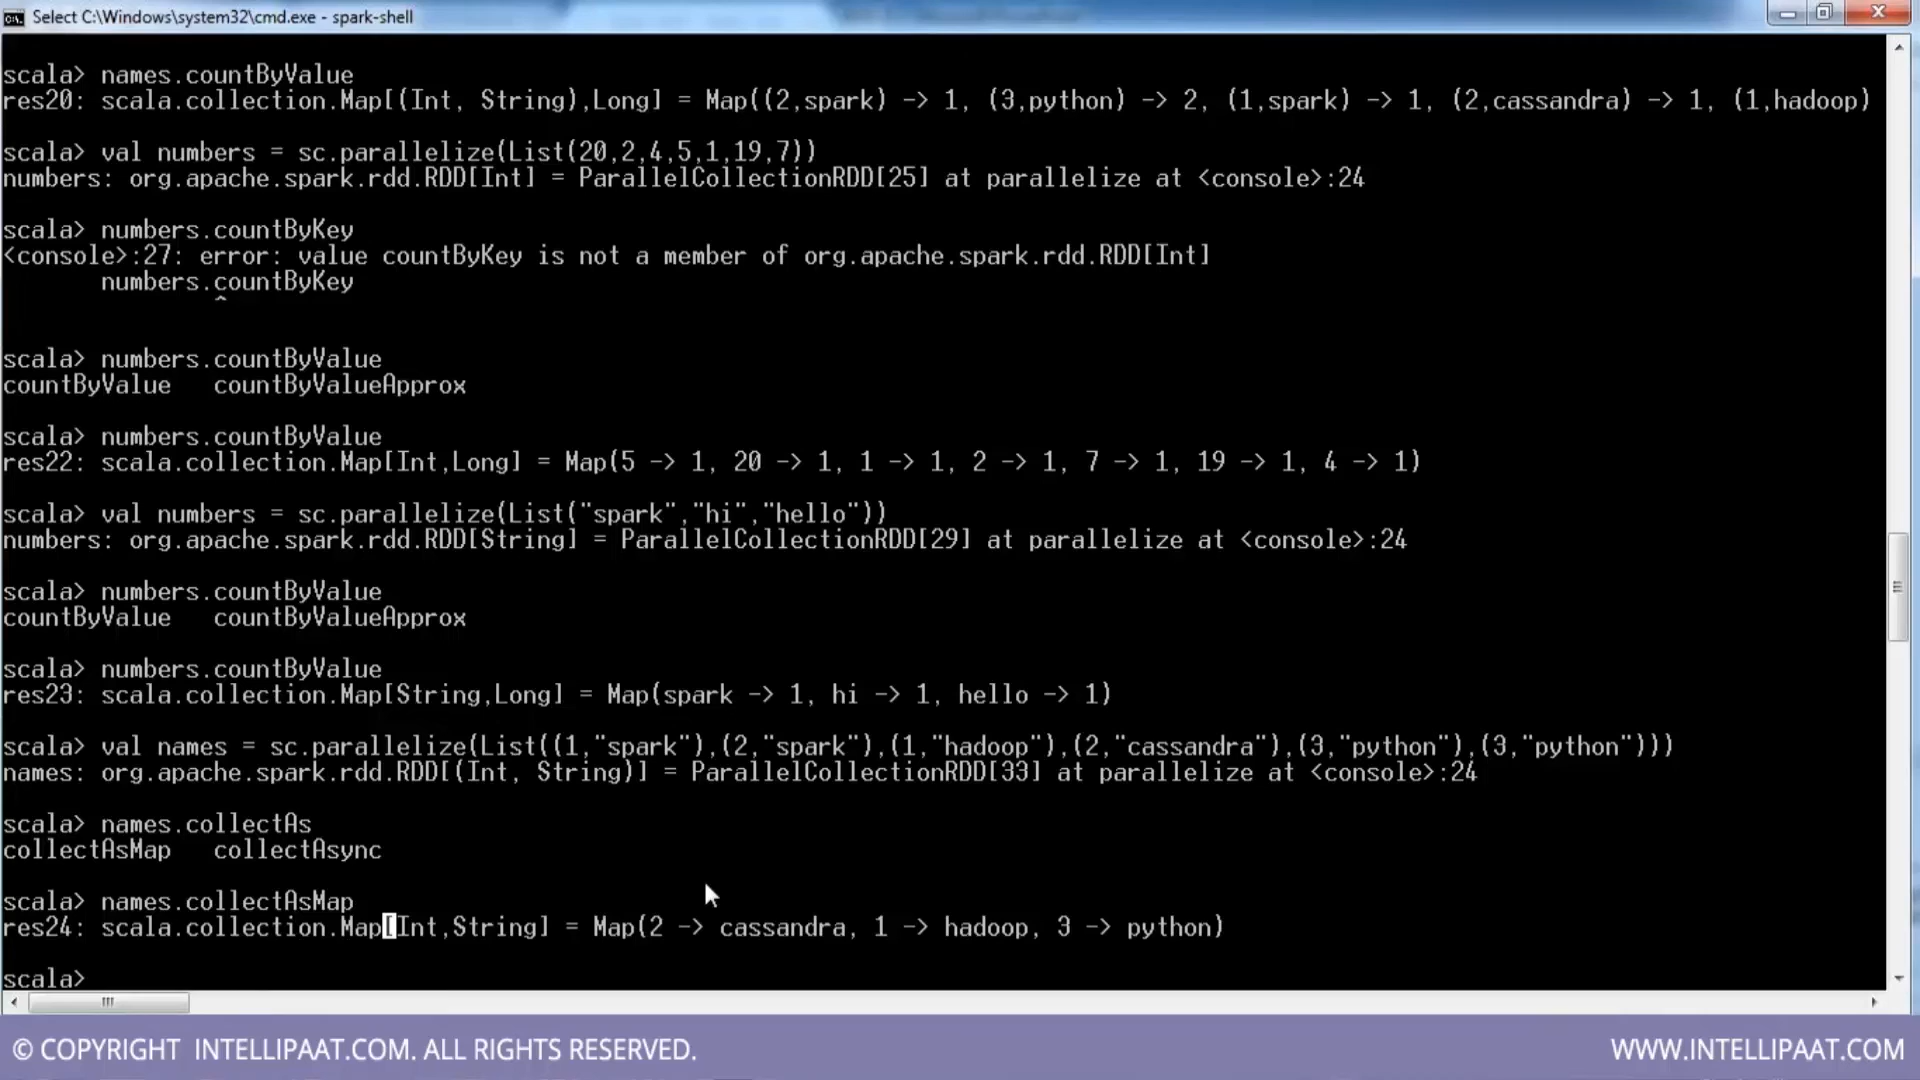 Select C:\Windows\system32\cmd.exe - spark-shell
scala> names.countByValue
res20: scala.collection.Map[(Int, String),Long] = Map((2,spark) -> 1, (3,python) -> 2, (1,spark) -> 1, (2,cassandra) -> 1, (1,hadoop)
scala> val numbers = sc.parallelize(List(20,2,4,5,1,19,7))
numbers: org.apache.spark.rdd.RDD[Int] = ParallelCollectionRDD[25] at parallelize at <console>:24
scala> numbers.countByKey
<console>:27: error: value countByKey is not a member of org.apache.spark.rdd.RDD[Int]
numbers.countByKey
^
scala> numbers.countByValue
countByValue   countByValueApprox
scala> numbers.countByValue
res22: scala.collection.Map[Int,Long] = Map(5 -> 1, 20 -> 1, 1 -> 1, 2 -> 1, 7 -> 1, 19 -> 1, 4 -> 1)
scala> val numbers = sc.parallelize(List("spark","hi","hello"))
numbers: org.apache.spark.rdd.RDD[String] = ParallelCollectionRDD[29] at parallelize at <console>:24
scala> numbers.countByValue
countByValue   countByValueApprox
scala> numbers.countByValue
res23: scala.collection.Map[String,Long] = Map(spark -> 1, hi -> 1, hello -> 1)
scala> val names = sc.parallelize(List((1,"spark"),(2,"spark"),(1,"hadoop"),(2,"cassandra"),(3,"python"),(3,"python")))
names: org.apache.spark.rdd.RDD[(Int, String)] = ParallelCollectionRDD[33] at parallelize at <console>:24
scala> names.collectAs
collectAsMap   collectAsync
scala> names.collectAsMap
res24: scala.collection.Map[Int,String] = Map(2 -> cassandra, 1 -> hadoop, 3 -> python)
scala>
© COPYRIGHT INTELLIPAAT.COM. ALL RIGHTS RESERVED.
WWW.INTELLIPAAT.COM